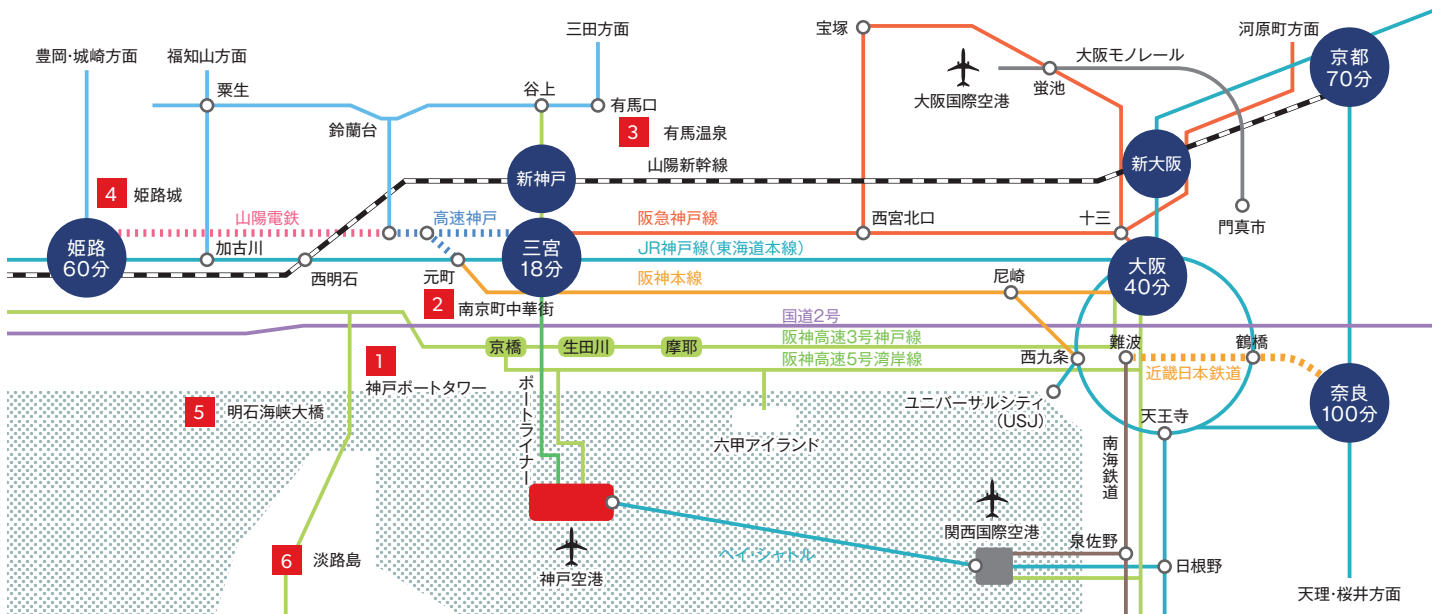 豊岡・城崎方面
福知山方面
三田方面
宝塚
河原町方面
大阪モノレール
京都
70分
粟生
谷上
有馬口
大阪国際空港
蛍池
鈴蘭台
3 有馬温泉
新神戸
山陽新幹線
新大阪
4 姫路城
山陽電鉄
高速神戸
阪急神戸線
西宮北口
十三
門真市
姫路
60分
加古川
西明石
元町
三宮
18分
JR神戸線(東海道本線)
大阪
40分
阪神本線
尼崎
2 南京町中華街
国道2号
阪神高速3号神戸線
京橋
生田川
摩耶
阪神高速5号湾岸線
難波
鶴橋
西九条
近畿日本鉄道
1
神戸ポートタワー
ポートライナー
5 明石海峡大橋
六甲アイランド
ユニバーサルシティ
(USJ)
天王寺
奈良
100分
南海鉄道
関西国際空港
泉佐野
ベイ・シャトル
日根野
6 淡路島
神戸空港
天理・桜井方面